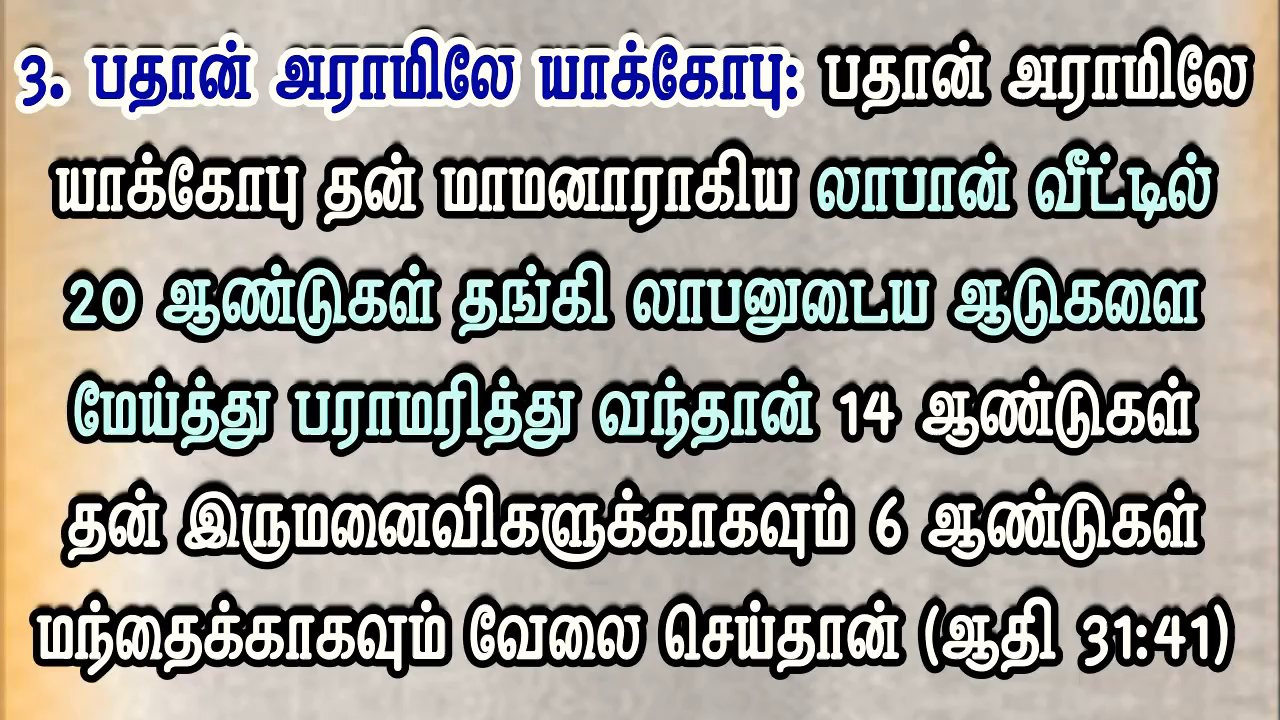 3. பதான் அராமிலே யாக்கோபு: பதான் அராமிலே
யாக்கோபு தன் மாமனாராகிய லாபான் வீட்டில்
20 ஆண்டுகள் தங்கி லாபனுடைய ஆடுகளை
மேய்த்து பராமரித்து வந்தான் 14 ஆண்டுகள்
தன் இருமனைவிகளுக்காகவும் 6 ஆண்டுகள்
மந்தைக்காகவும் வேலை செய்தான் (ஆதி 31:41)